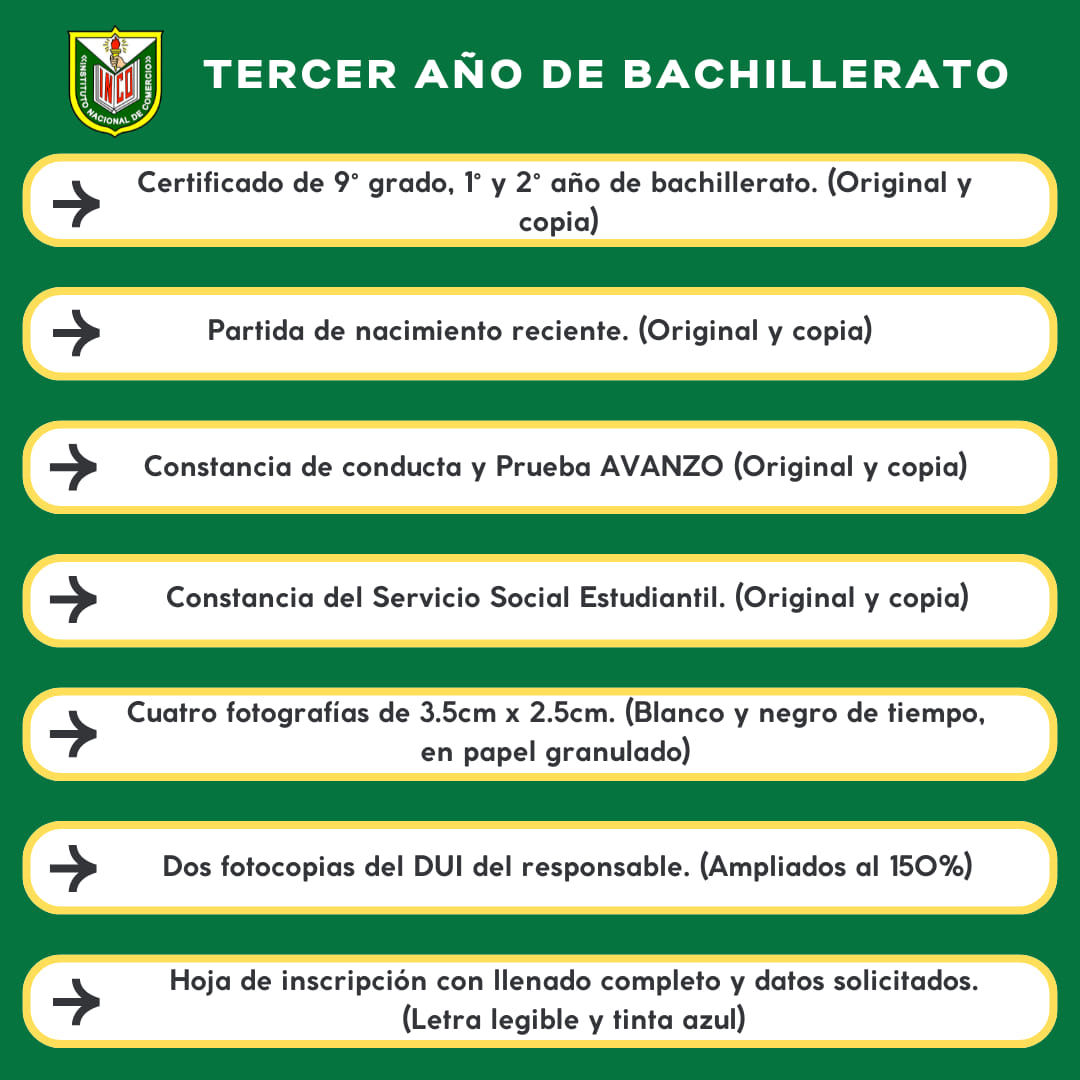 INCO
«INSTITUTO NACIONAL DE COMERCIO»
TERCER AÑO DE BACHILLERATO
Certificado de 9° grado, 1° y 2° año de bachillerato. (Original y
copia)
Partida de nacimiento reciente. (Original y copia)
Constancia de conducta y Prueba AVANZO (Original y copia)
Constancia del Servicio Social Estudiantil. (Original y copia)
Cuatro fotografías de 3.5cm x 2.5cm. (Blanco y negro de tiempo,
en papel granulado)
Dos fotocopias del DUI del responsable. (Ampliados al 150%)
Hoja de inscripción con llenado completo y datos solicitados.
(Letra legible y tinta azul)